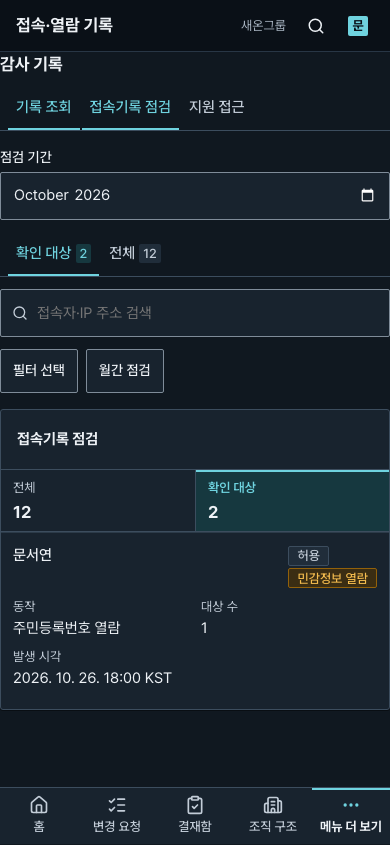 접속·열람 기록
새온그룹
문
감사 기록
기록 조회
접속기록 점검
지원 접근
점검 기간
October 2026
확인 대상 2
전체 12
접속자·IP 주소 검색
필터 선택
월간 점검
접속기록 점검
전체
12
확인 대상
2
문서연
허용
민감정보 열람
동작
주민등록번호 열람
대상 수
1
발생 시각
2026. 10. 26. 18:00 KST
홈
변경 요청
결재함
조직 구조
메뉴 더 보기